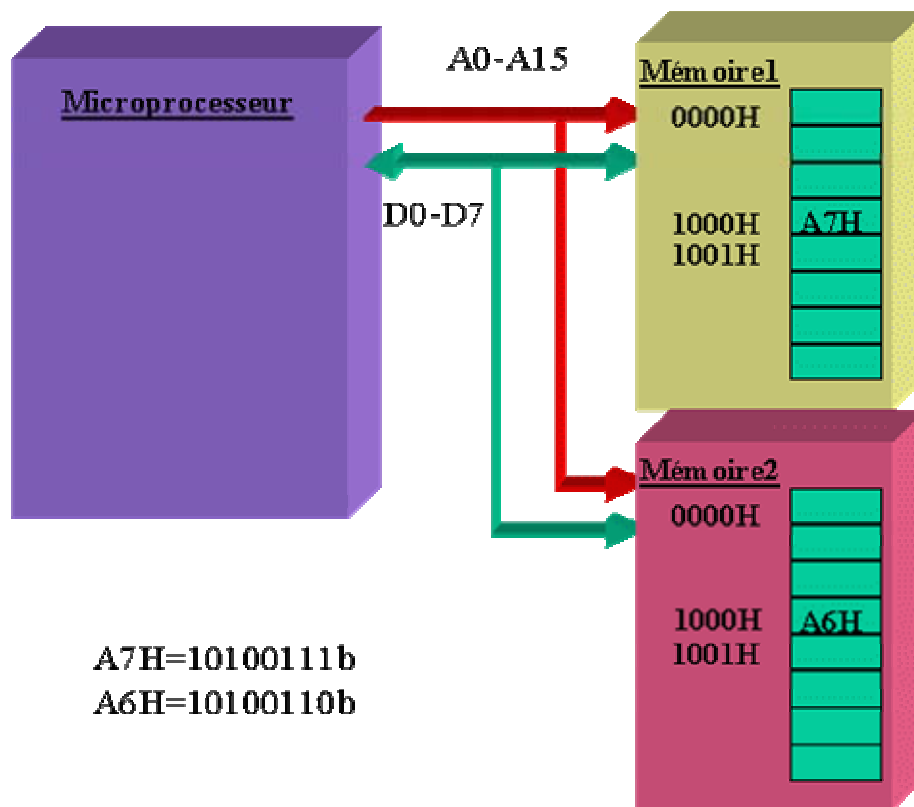 Microprocesseur
A0-A15
D0-D7
Mémoire1
0000H
1000H A7H
1001H
Mémoire2
0000H
1000H A6H
1001H
A7H=10100111b
A6H=10100110b